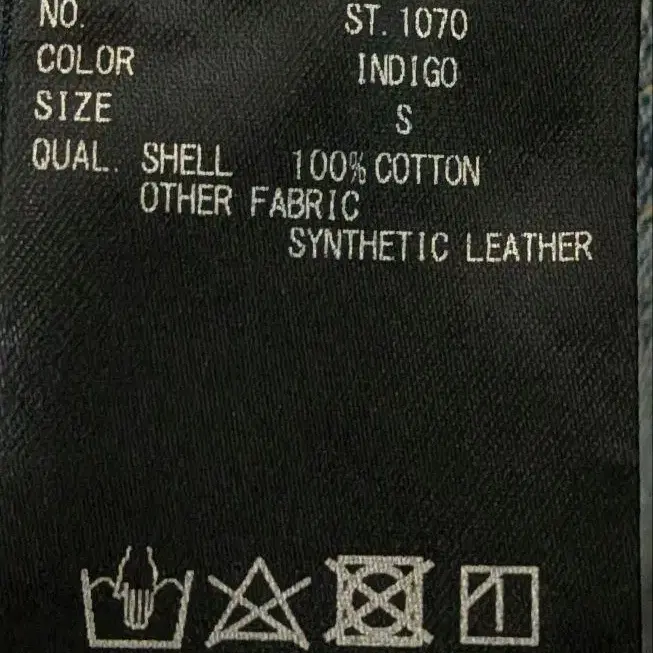 NO. ST.1070
COLOR INDIGO
SIZE S
QUAL. SHELL 100% COTTON
OTHER FABRIC
SYNTHETIC LEATHER